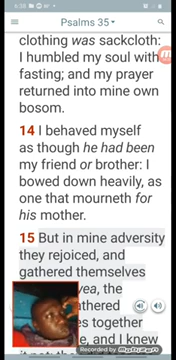 Psalms 35
clothing was sackcloth:
I humbled my soul with
fasting; and my prayer
returned into mine own
bosom.
14 I behaved myself
as though he had been
my friend or brother: I
bowed down heavily, as
one that mourneth for
his mother.
15 But in mine adversity
they rejoiced, and
gathered themselves
yea, the
thered
s together
e, and I knew
Recorded by